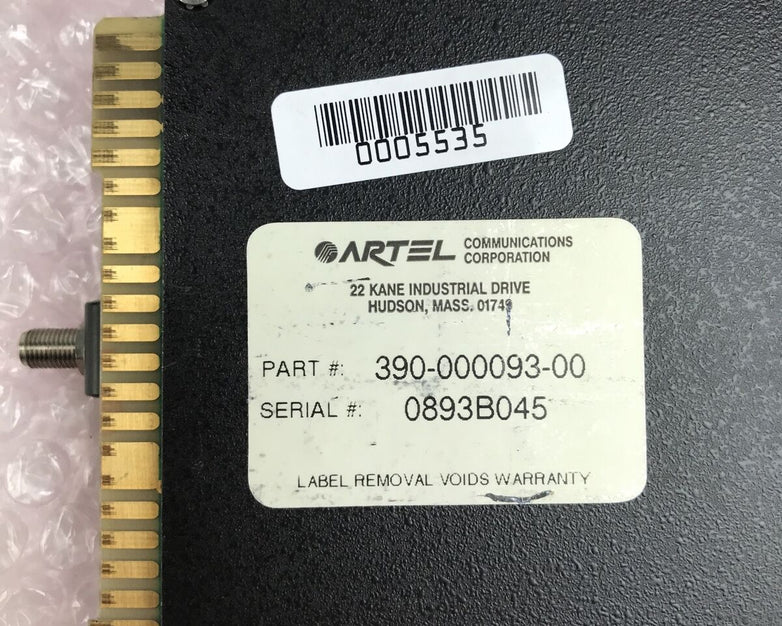 0005535
ARTEL COMMUNICATIONS
CORPORATION
22 KANE INDUSTRIAL DRIVE
HUDSON, MASS. 01749
PART #: 390-000093-00
SERIAL #: 0893B045
LABEL REMOVAL VOIDS WARRANTY